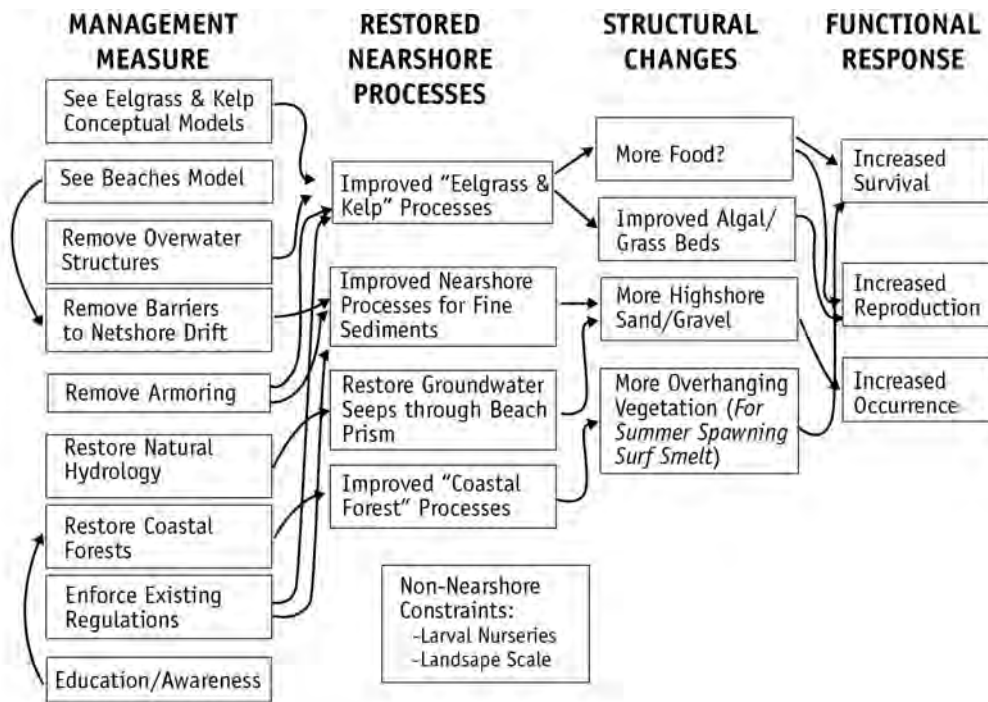 MANAGEMENT
MEASURE
RESTORED
NEARSHORE
PROCESSES
STRUCTURAL
CHANGES
FUNCTIONAL
RESPONSE
See Eelgrass & Kelp
Conceptual Models
See Beaches Model
Remove Overwater
Structures
Remove Barriers
to Netshore Drift
Remove Armoring
Restore Natural
Hydrology
Restore Coastal
Forests
Enforce Existing
Regulations
Education/Awareness
Improved "Eelgrass &
Kelp" Processes
Improved Nearshore
Processes for Fine
Sediments
Restore Groundwater
Seeps through Beach
Prism
Improved "Coastal
Forest" Processes
Non-Nearshore
Constraints:
-Larval Nurseries
-Landsape Scale
More Food?
Improved Algal/
Grass Beds
More Highshore
Sand/Gravel
More Overhanging
Vegetation (For
Summer Spawning
Surf Smelt)
Increased
Survival
Increased
Reproduction
Increased
Occurrence